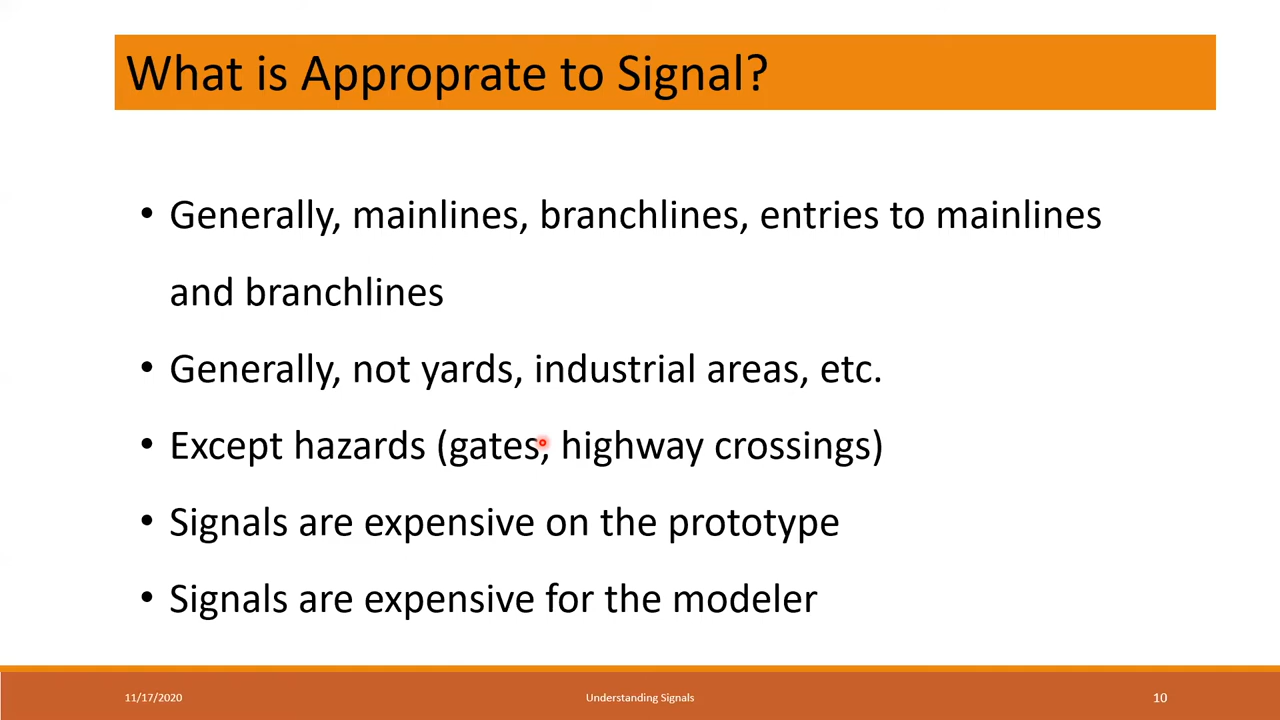 What is Approprate to Signal?
• Generally, mainlines, branchlines, entries to mainlines
and branchlines
• Generally, not yards, industrial areas, etc.
• Except hazards (gates, highway crossings)
• Signals are expensive on the prototype
• Signals are expensive for the modeler
11/17/2020 Understanding Signals 10